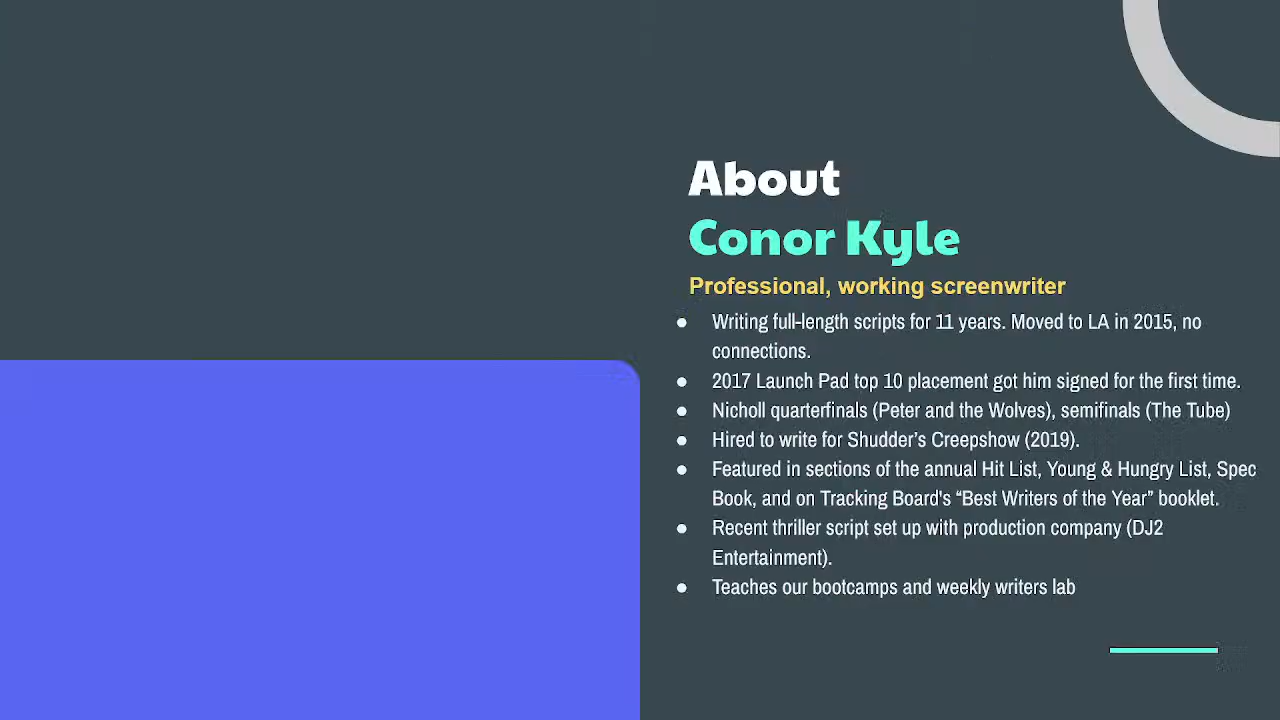 About
Conor Kyle
Professional, working screenwriter
● Writing full-length scripts for 11 years. Moved to LA in 2015, no
connections.
● 2017 Launch Pad top 10 placement got him signed for the first time.
● Nicholl quarterfinals (Peter and the Wolves), semifinals (The Tube)
● Hired to write for Shudder’s Creepshow (2019).
● Featured in sections of the annual Hit List, Young & Hungry List, Spec
Book, and on Tracking Board's “Best Writers of the Year” booklet.
● Recent thriller script set up with production company (DJ2
Entertainment).
● Teaches our bootcamps and weekly writers lab